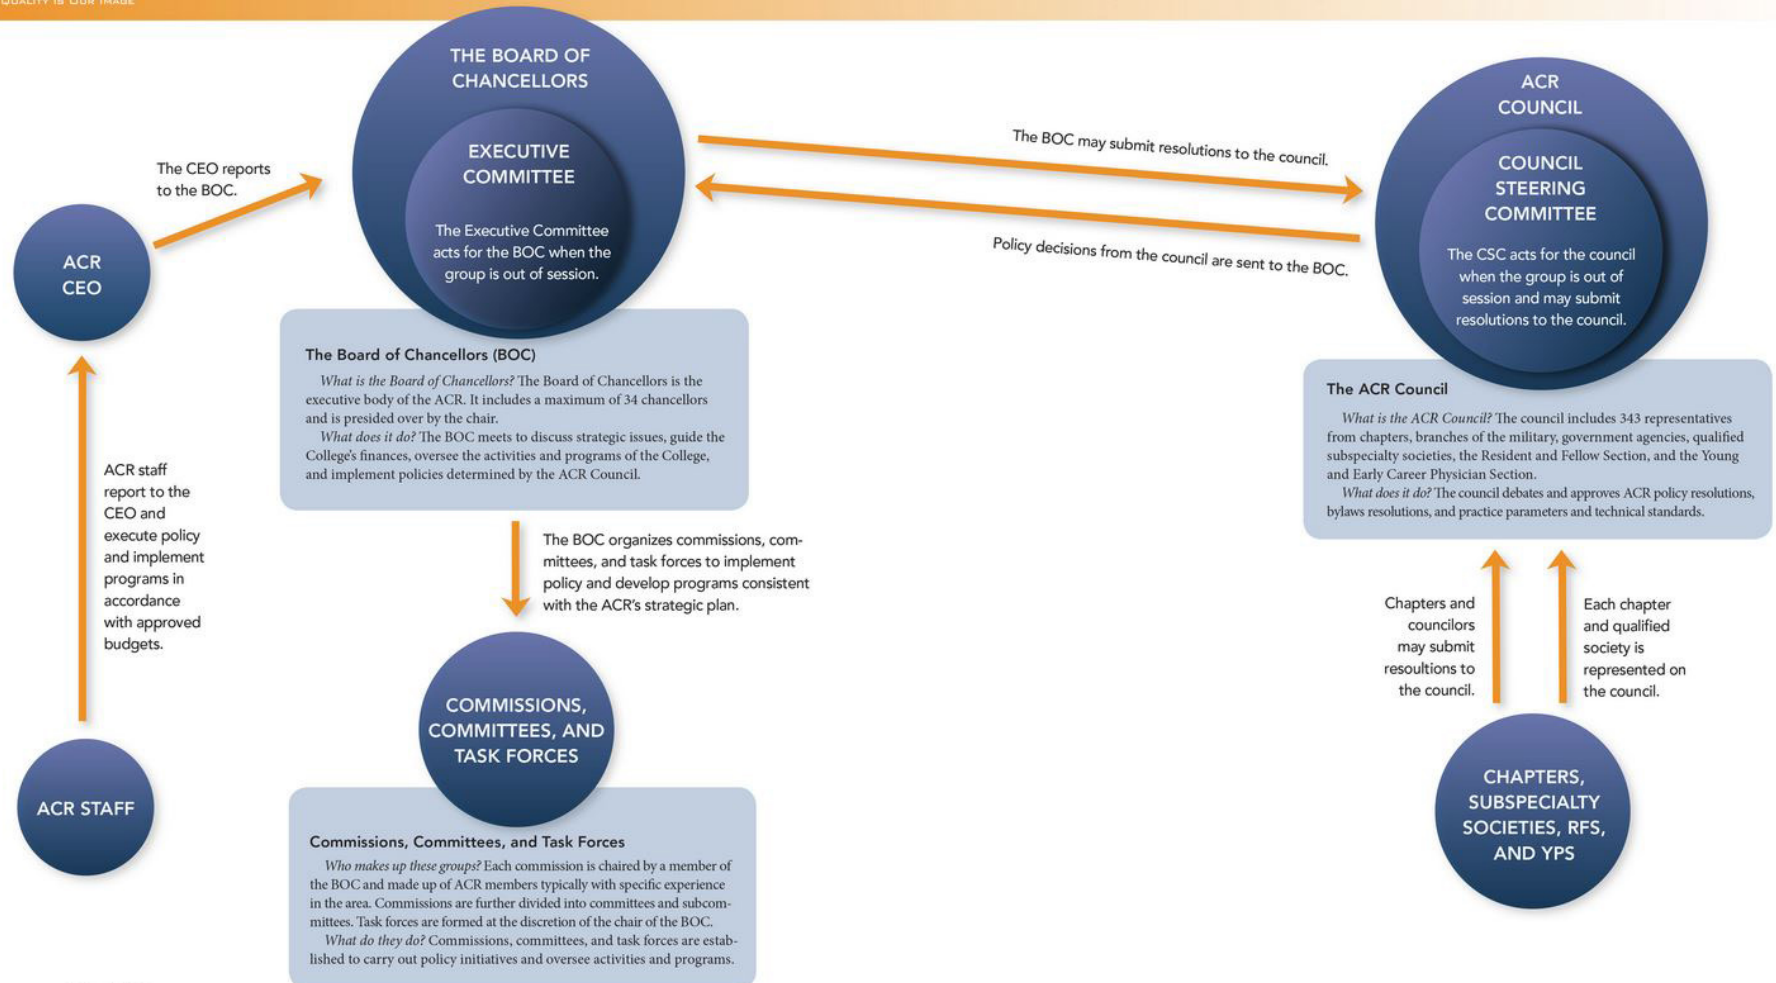 QUALITY IS OUR IMAGE
THE BOARD OF
CHANCELLORS
EXECUTIVE
COMMITTEE
The Executive Committee
acts for the BOC when the
group is out of session.
The CEO reports
to the BOC.
ACR
CEO
The BOC may submit resolutions to the council.
Policy decisions from the council are sent to the BOC.
ACR
COUNCIL
COUNCIL
STEERING
COMMITTEE
The CSC acts for the council
when the group is out of
session and may submit
resolutions to the council.
The Board of Chancellors (BOC)
What is the Board of Chancellors? The Board of Chancellors is the
executive body of the ACR. It includes a maximum of 34 chancellors
and is presided over by the chair.
What does it do? The BOC meets to discuss strategic issues, guide the
College's finances, oversee the activities and programs of the College,
and implement policies determined by the ACR Council.
The ACR Council
What is the ACR Council? The council includes 343 representatives
from chapters, branches of the military, government agencies, qualified
subspecialty societies, the Resident and Fellow Section, and the Young
and Early Career Physician Section.
What does it do? The council debates and approves ACR policy resolutions,
bylaws resolutions, and practice parameters and technical standards.
ACR staff
report to the
CEO and
execute policy
and implement
programs in
accordance
with approved
budgets.
The BOC organizes commissions, com-
mittees, and task forces to implement
policy and develop programs consistent
with the ACR's strategic plan.
Chapters and
councilors
may submit
resoultions to
the council.
Each chapter
and qualified
society is
represented on
the council.
ACR STAFF
COMMISSIONS,
COMMITTEES, AND
TASK FORCES
CHAPTERS,
SUBSPECIALTY
SOCIETIES, RFS,
AND YPS
Commissions, Committees, and Task Forces
Who makes up these groups? Each commission is chaired by a member of
the BOC and made up of ACR members typically with specific experience
in the area. Commissions are further divided into committees and subcom-
mittees. Task forces are formed at the discretion of the chair of the BOC.
What do they do? Commissions, committees, and task forces are estab-
lished to carry out policy initiatives and oversee activities and programs.